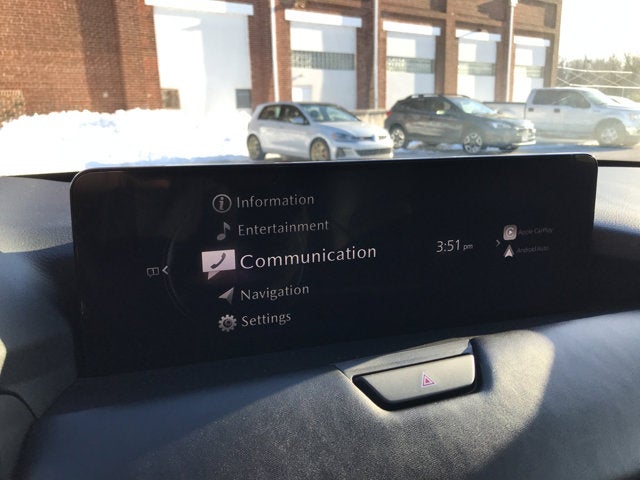 Information
Entertainment
Communication
3:51 pm
Apple CarPlay
Android Auto
Navigation
Settings